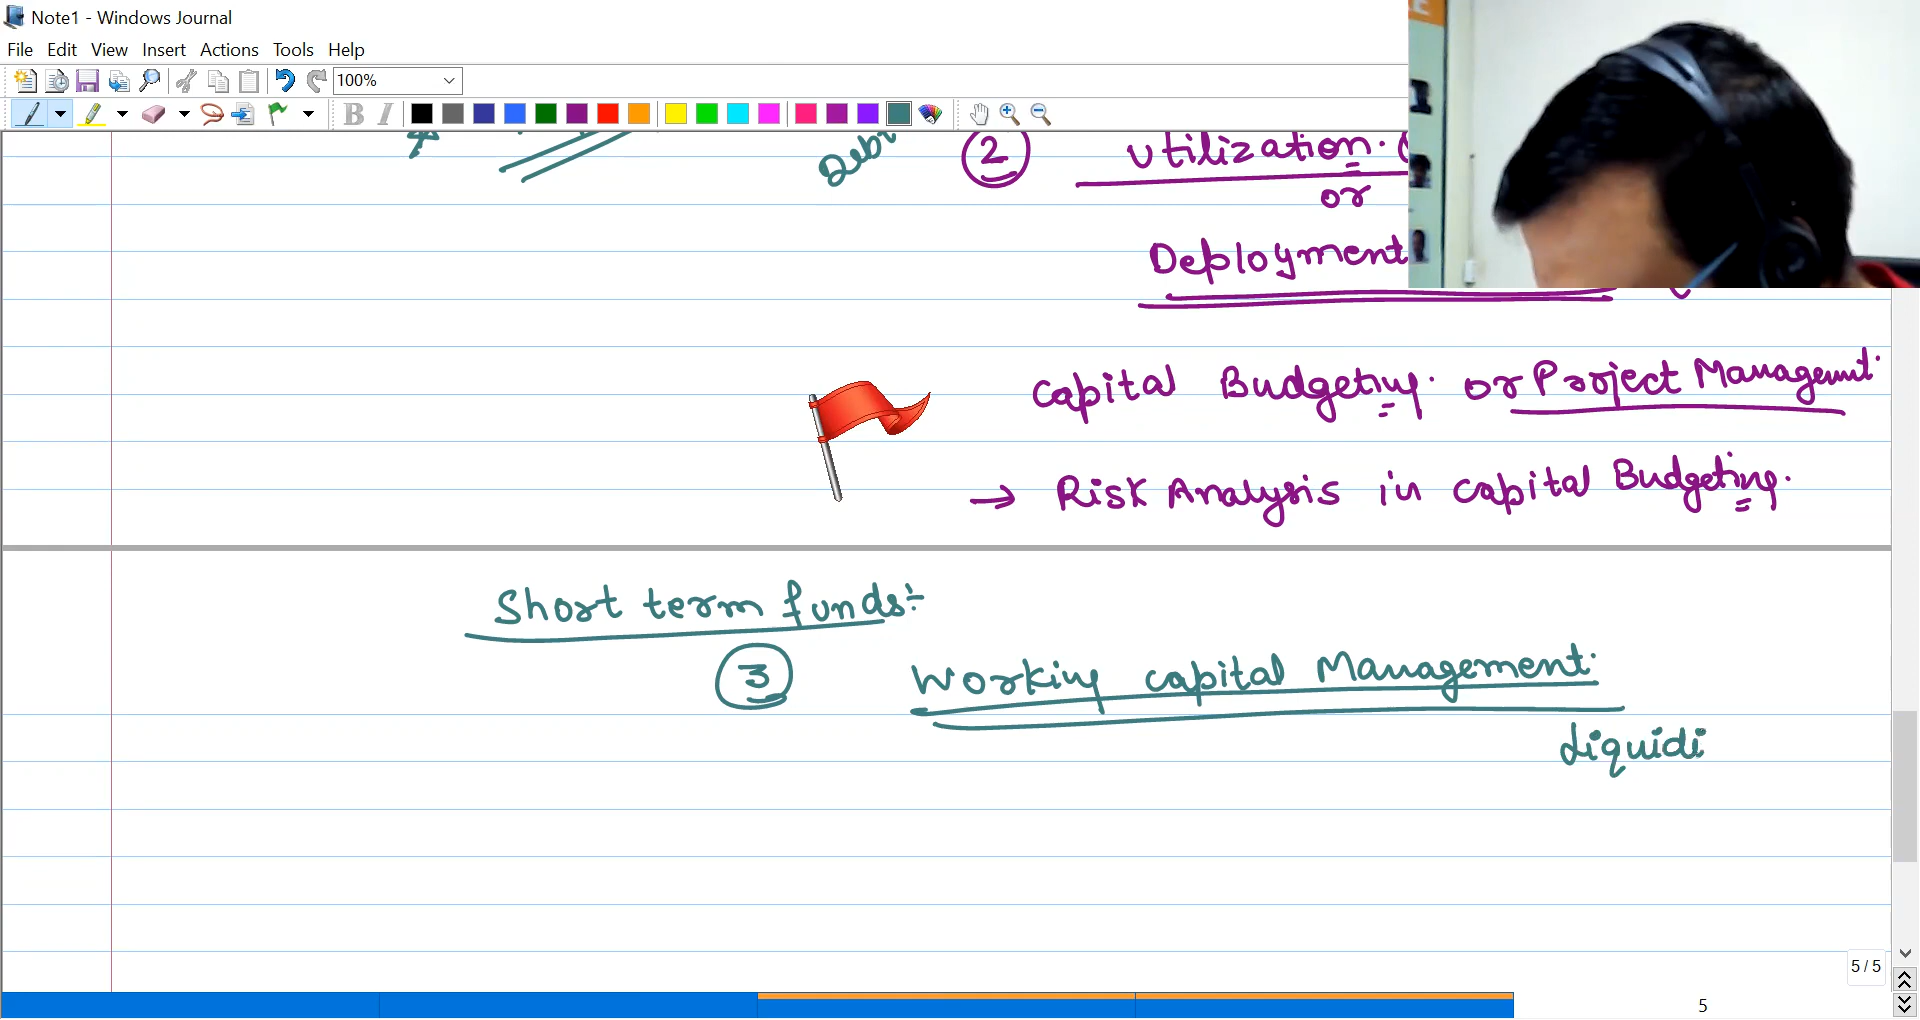 Note1 - Windows Journal
File Edit View Insert Actions Tools Help
100%
B I
Debt
② Utilization.
or
Deployment
Capital Budgeting. or Project Management.
→ Risk Analysis in Capital Budgeting.
Short term funds:-
③ Working Capital Management.
Liquidi
5 / 5
5